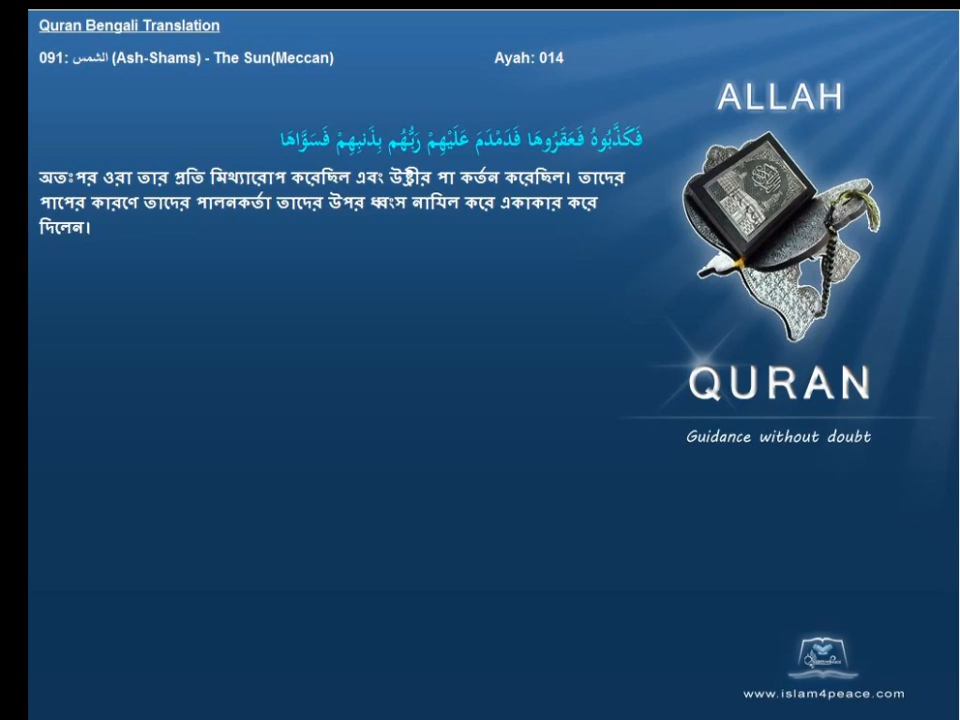 Quran Bengali Translation
091: الشمس (Ash-Shams) - The Sun(Meccan) Ayah: 014
فَكَذَّبُوهُ فَعَقَرُوهَا فَدَمْدَمَ عَلَيْهِمْ رَبُّهُم بِذَنبِهِمْ فَسَوَّاهَا
অতঃপর ওরা তার প্রতি মিথ্যারোপ করেছিল এবং উষ্ট্রীর পা কর্তন করেছিল। তাদের
পাপের কারণে তাদের পালনকর্তা তাদের উপর ধ্বংস নাযিল করে একাকার করে
দিলেন।
ALLAH
QURAN
Guidance without doubt
www.islam4peace.com